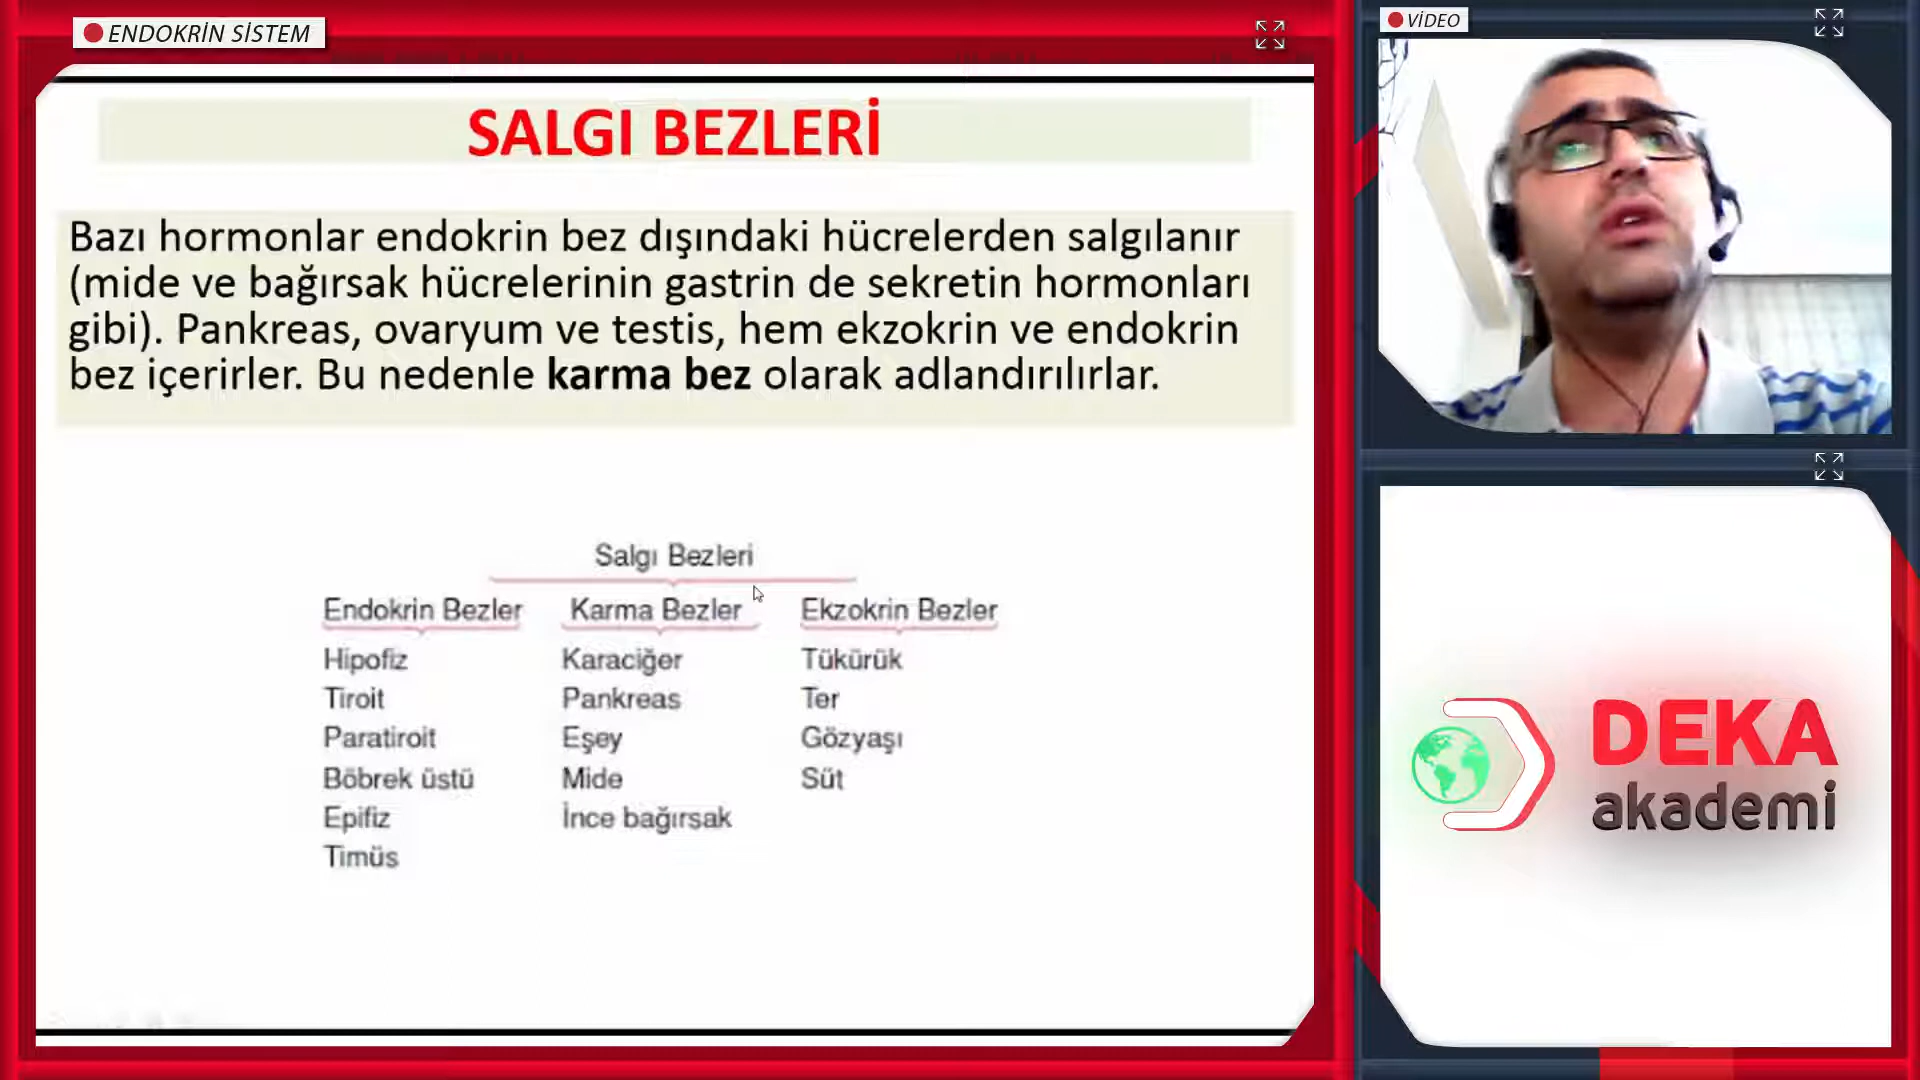 ENDOKRİN SİSTEM
VİDEO
SALGI BEZLERİ
Bazı hormonlar endokrin bez dışındaki hücrelerden salgılanır
(mide ve bağırsak hücrelerinin gastrin de sekretin hormonları
gibi). Pankreas, ovaryum ve testis, hem ekzokrin ve endokrin
bez içerirler. Bu nedenle karma bez olarak adlandırılırlar.
Salgı Bezleri
Endokrin Bezler
Hipofiz
Tiroit
Paratiroit
Böbrek üstü
Epifiz
Timüs
Karma Bezler
Karaciğer
Pankreas
Eşey
Mide
İnce bağırsak
Ekzokrin Bezler
Tükürük
Ter
Gözyaşı
Süt
DEKA
akademi